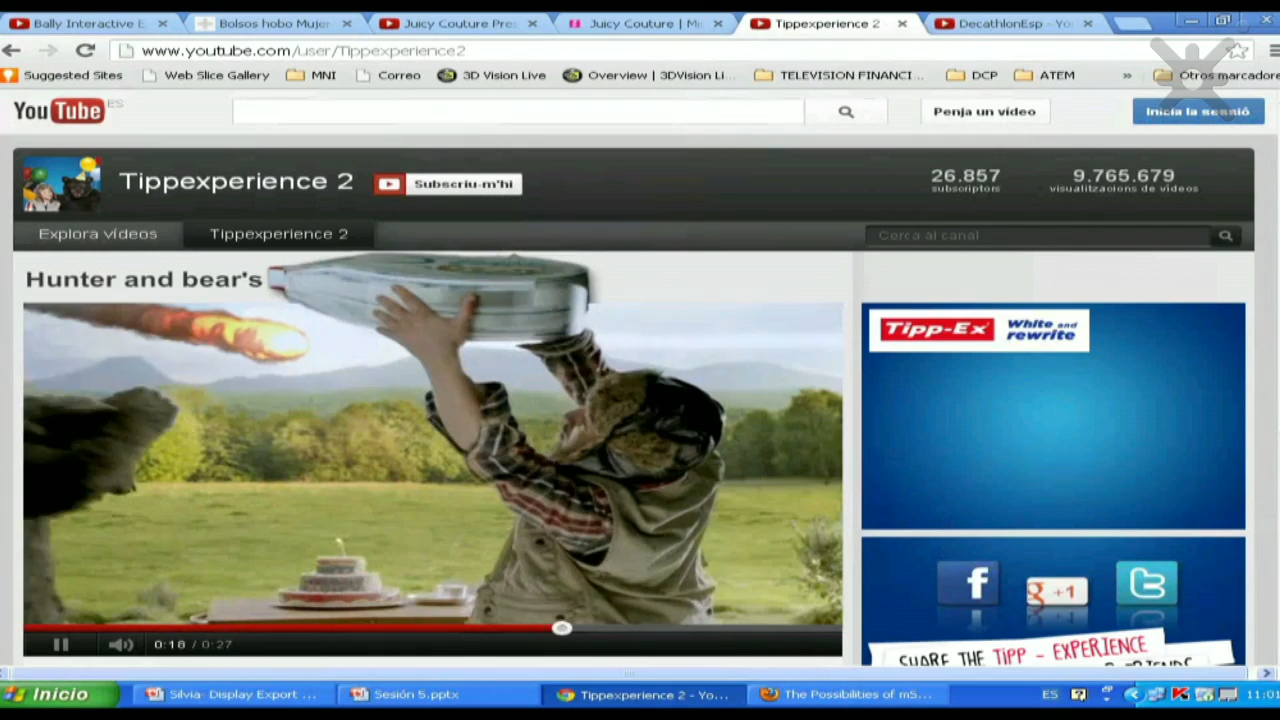 Bally Interactive E
Bolsos hobo Mujer
Juicy Couture Pre
Juicy Couture | Mi
Tippexperience 2
DecathlonEsp - Yo
www.youtube.com/user/Tippexperience2
Suggested Sites
Web Slice Gallery
MNI
Correo
3D Vision Live
Overview | 3DVision Li...
TELEVISION FINANCI...
DCP
ATEM
»
Otros marcadore
YouTube ES
Penja un vídeo
Inicia la sessió
Tippexperience 2
Subscriu-m'hi
26.857
subscriptors
9.765.679
visualitzacions de vídeos
Explora vídeos
Tippexperience 2
Cerca al canal
Hunter and bear's
Tipp-Ex
White and
rewrite
0:16 / 0:27
f
g +1
t
SHARE THE TIPP - EXPERIENCE
Inicio
Silvia- Display Export ...
Sesión 5.pptx
Tippexperience 2 - Yo...
The Possibilities of mS...
ES
11:01